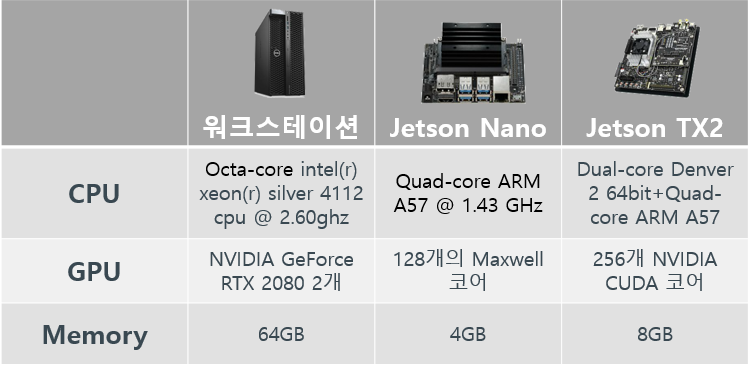 워크스테이션
Jetson Nano
Jetson TX2
CPU
Octa-core intel(r)
xeon(r) silver 4112
cpu @ 2.60ghz
Quad-core ARM
A57 @ 1.43 GHz
Dual-core Denver
2 64bit+Quad-
core ARM A57
GPU
NVIDIA GeForce
RTX 2080 2개
128개의 Maxwell
코어
256개 NVIDIA
CUDA 코어
Memory
64GB
4GB
8GB